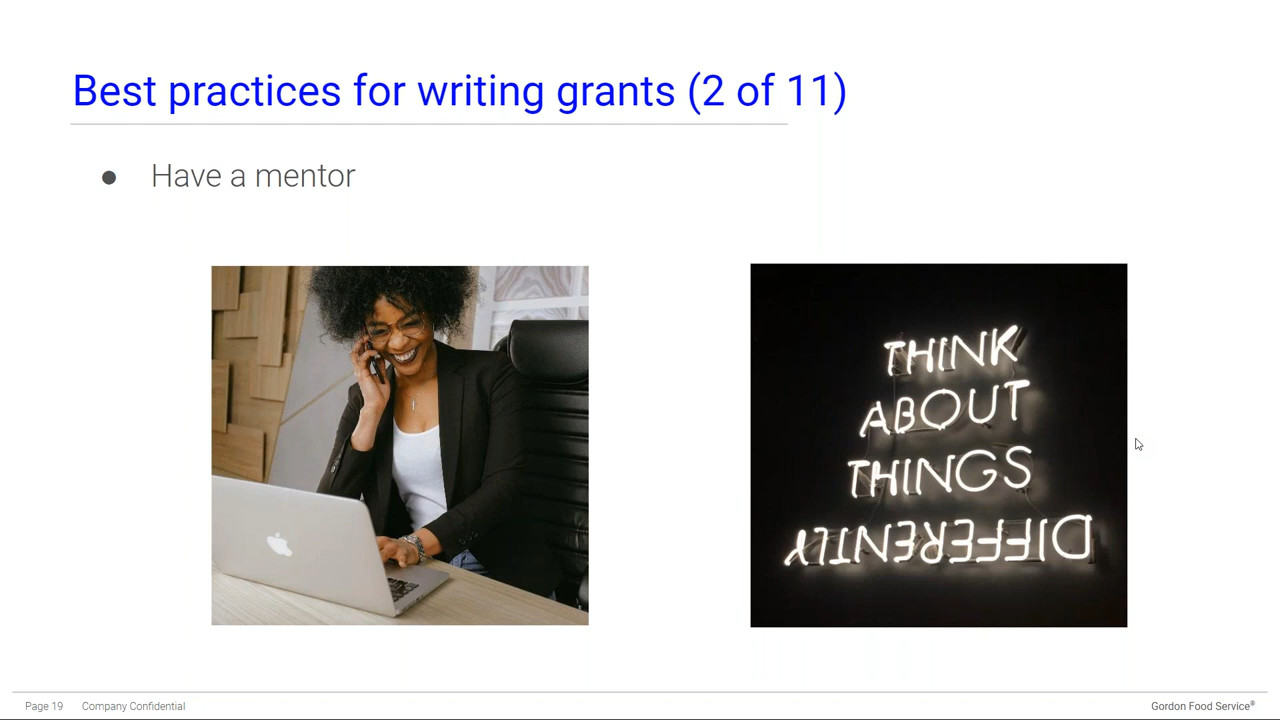 Best practices for writing grants (2 of 11)
● Have a mentor
THINK
ABOUT
THINGS
DIFFERENTLY
Page 19 Company Confidential Gordon Food Service®